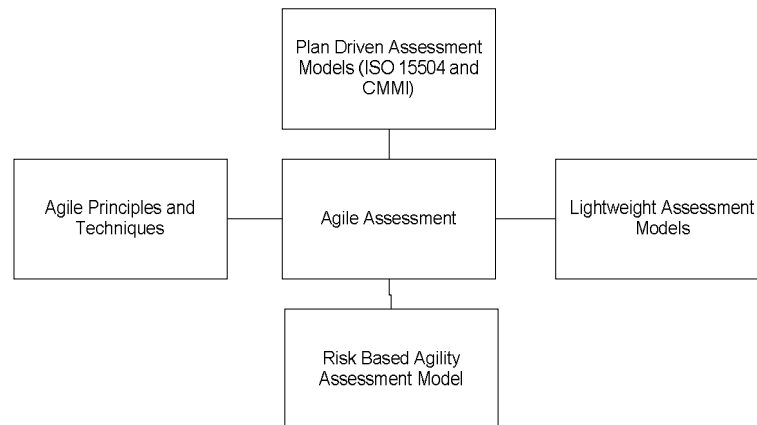 Plan Driven Assessment
Models (ISO 15504 and
CMMI)
Agile Principles and
Techniques
Agile Assessment
Lightweight Assessment
Models
Risk Based Agility
Assessment Model